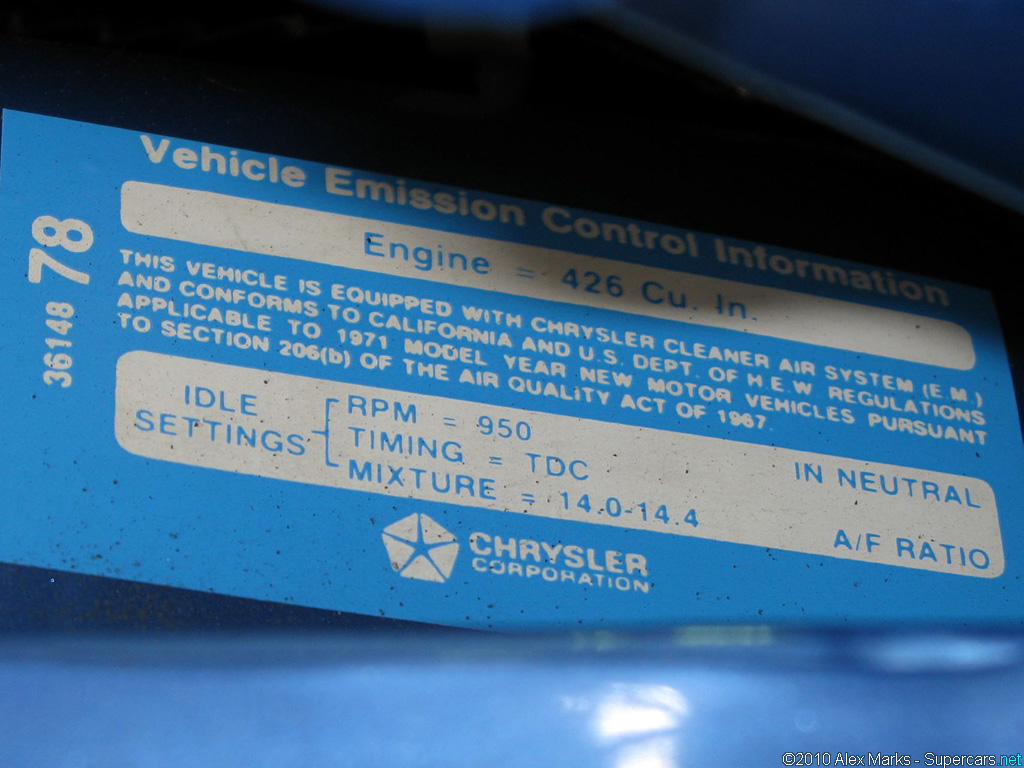 Vehicle Emission Control Information
Engine = 426 Cu. In.
THIS VEHICLE IS EQUIPPED WITH CHRYSLER CLEANER AIR SYSTEM (E.M.)
AND CONFORMS TO CALIFORNIA AND U.S. DEPT. OF H.E.W. REGULATIONS
APPLICABLE TO 1971 MODEL YEAR NEW MOTOR VEHICLES PURSUANT
TO SECTION 206(b) OF THE AIR QUALITY ACT OF 1967.
IDLE
SETTINGS
RPM = 950 IN NEUTRAL
TIMING = TDC
MIXTURE = 14.0-14.4 A/F RATIO
CHRYSLER
CORPORATION
36148 78
©2010 Alex Marks - Supercars.net